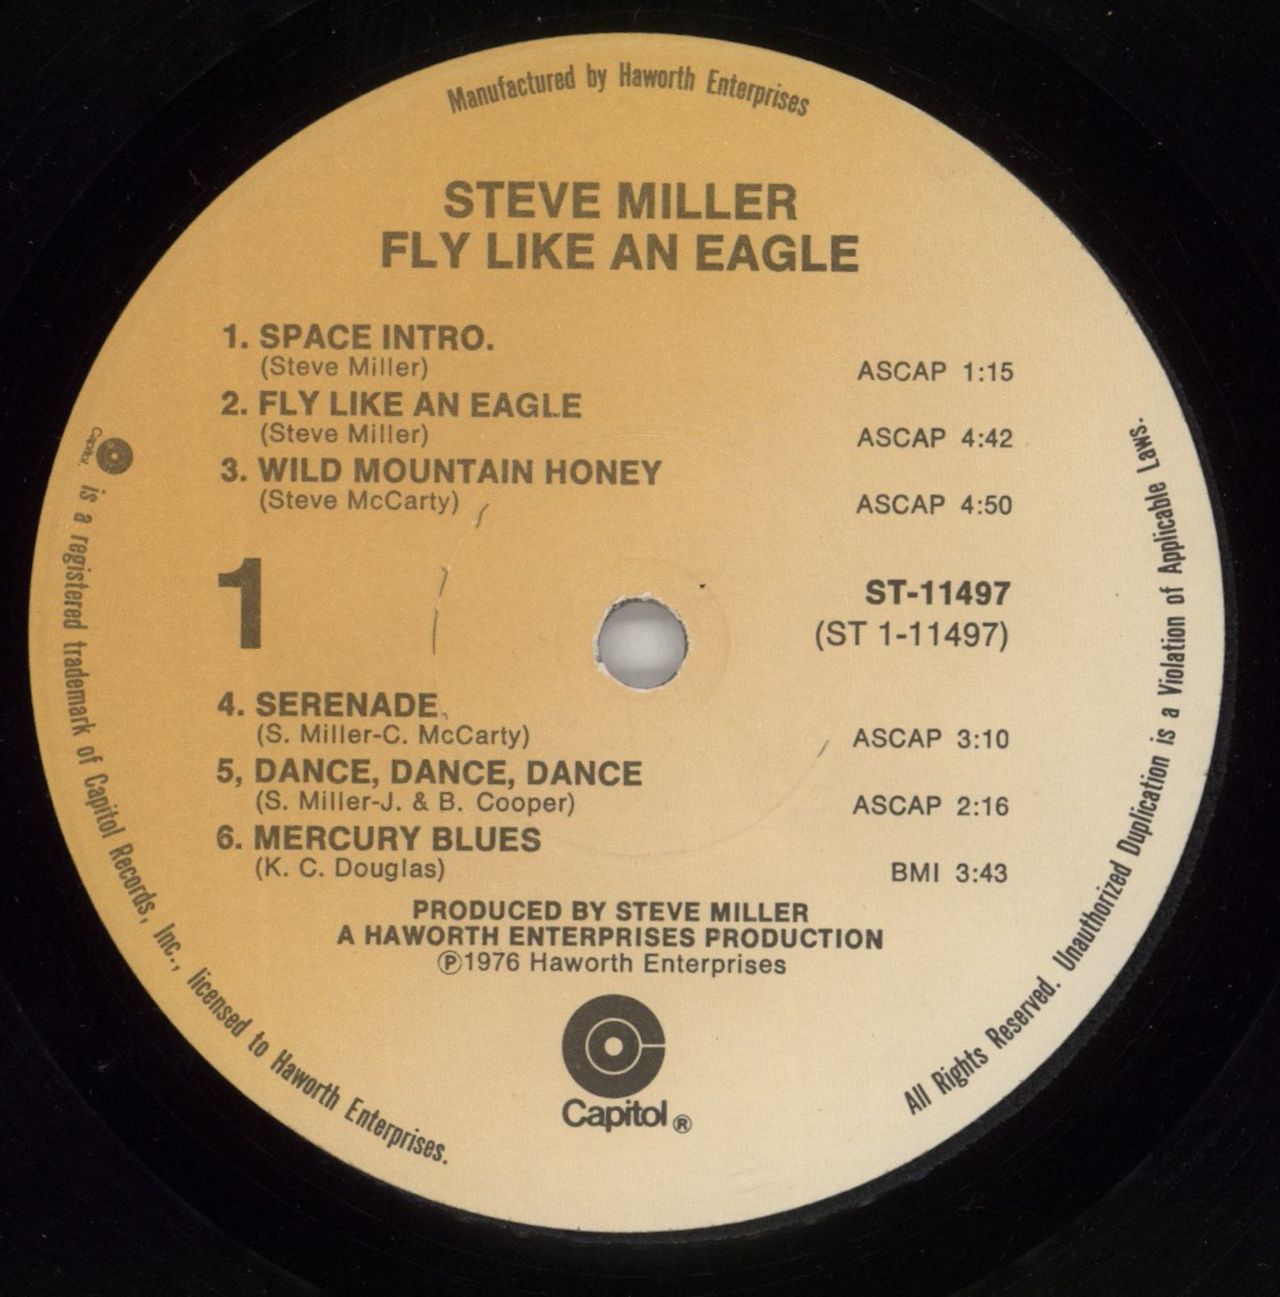 Manufactured by Haworth Enterprises
STEVE MILLER
FLY LIKE AN EAGLE
1. SPACE INTRO.
(Steve Miller) ASCAP 1:15
2. FLY LIKE AN EAGLE
(Steve Miller) ASCAP 4:42
3. WILD MOUNTAIN HONEY
(Steve McCarty) ASCAP 4:50
1
ST-11497
(ST 1-11497)
4. SERENADE
(S. Miller-C. McCarty) ASCAP 3:10
5, DANCE, DANCE, DANCE
(S. Miller-J. & B. Cooper) ASCAP 2:16
6. MERCURY BLUES
(K. C. Douglas) BMI 3:43
PRODUCED BY STEVE MILLER
A HAWORTH ENTERPRISES PRODUCTION
Ⓟ1976 Haworth Enterprises
Capitol®
Capitol. is a registered trademark of Capitol Records, Inc., licensed to Haworth Enterprises.
All Rights Reserved. Unauthorized Duplication is a Violation of Applicable Laws.